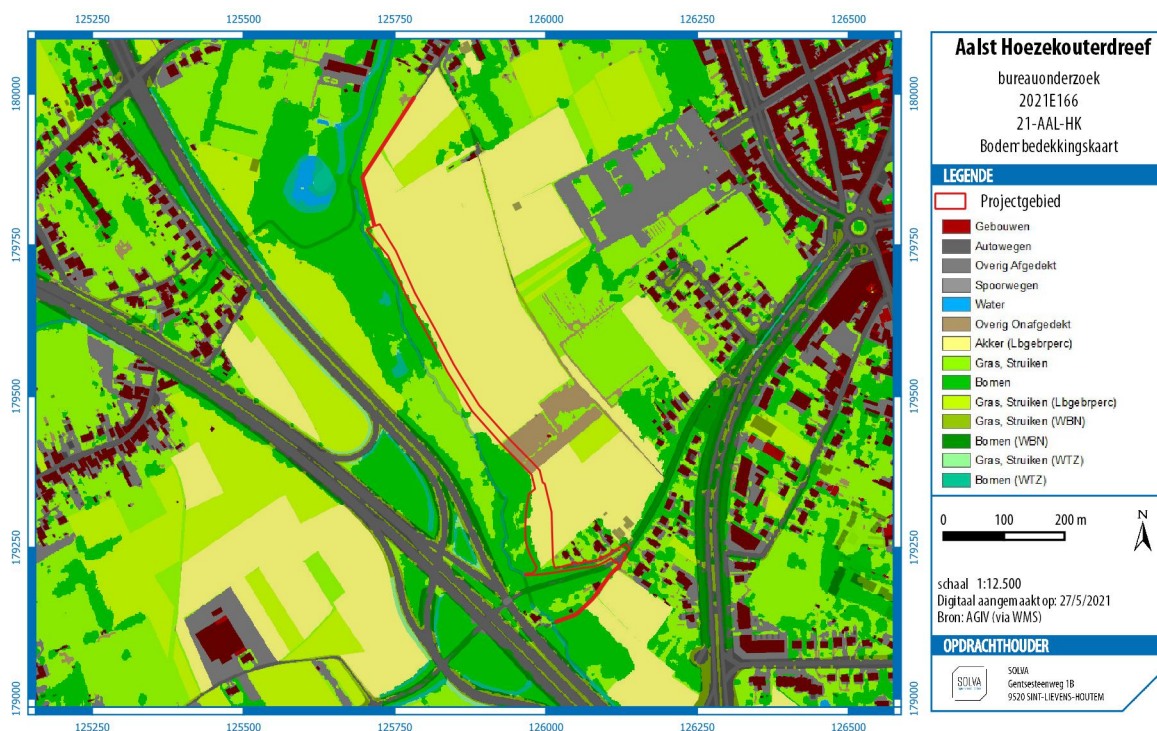 125250 125500 125750 126000 126250 126500
180000
179750
179500
179250
179000
180000
179750
179500
179250
179000
125250 125500 125750 126000 126250 126500
Aalst Hoezekouterdreef
bureauonderzoek
2021E166
21-AAL-HK
Bodembedekkingskaart
LEGENDE
Projectgebied
Gebouwen
Autowegen
Overig Afgedekt
Spoorwegen
Water
Overig Onafgedekt
Akker (Lbgebrperc)
Gras, Struiken
Bomen
Gras, Struiken (Lbgebrperc)
Gras, Struiken (WBN)
Bomen (WBN)
Gras, Struiken (WTZ)
Bomen (WTZ)
0 100 200 m
N
schaal 1:12.500
Digitaal aangemaakt op: 27/5/2021
Bron: AGIV (via WMS)
OPDRACHTHOUDER
SOLVA
SOLVA
Gentsesteenweg 1B
9520 SINT-LIEVENS-HOUTEM